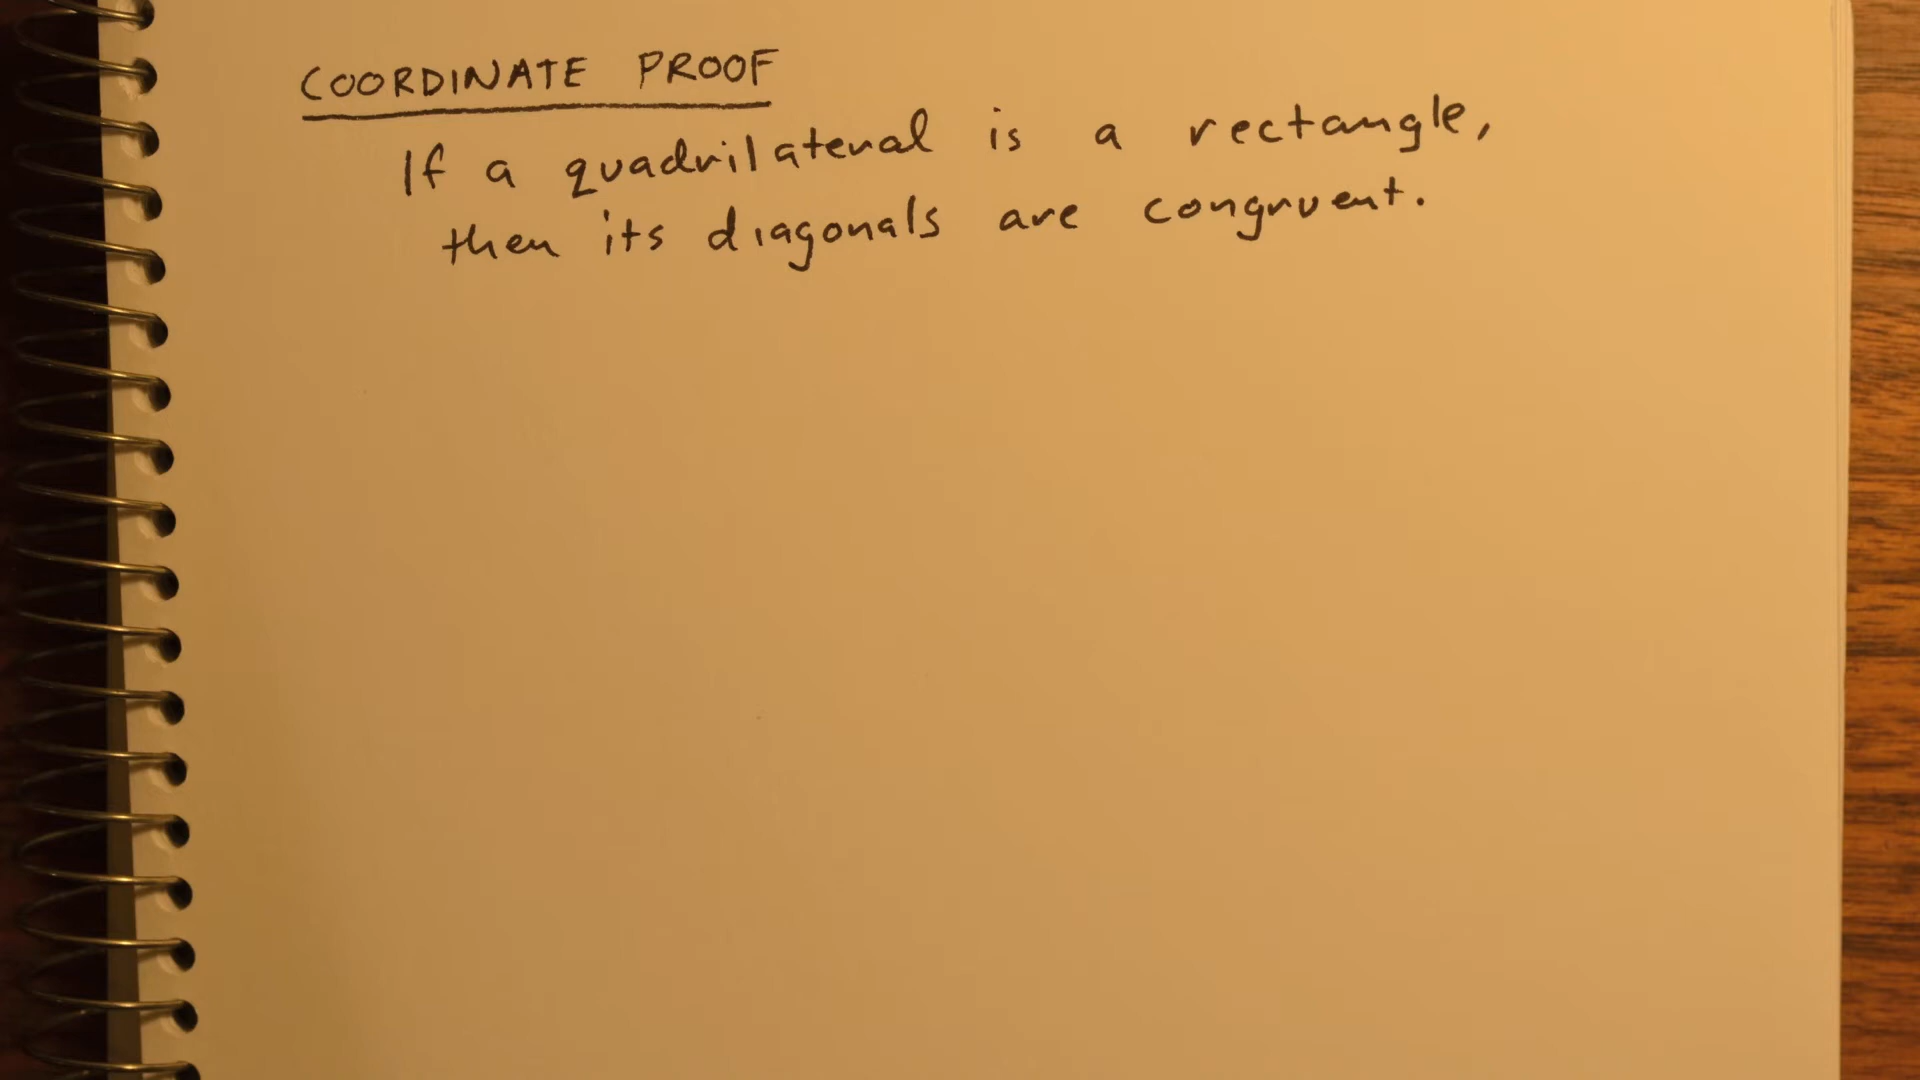 COORDINATE PROOF
If a quadrilateral is a rectangle,
then its diagonals are congruent.